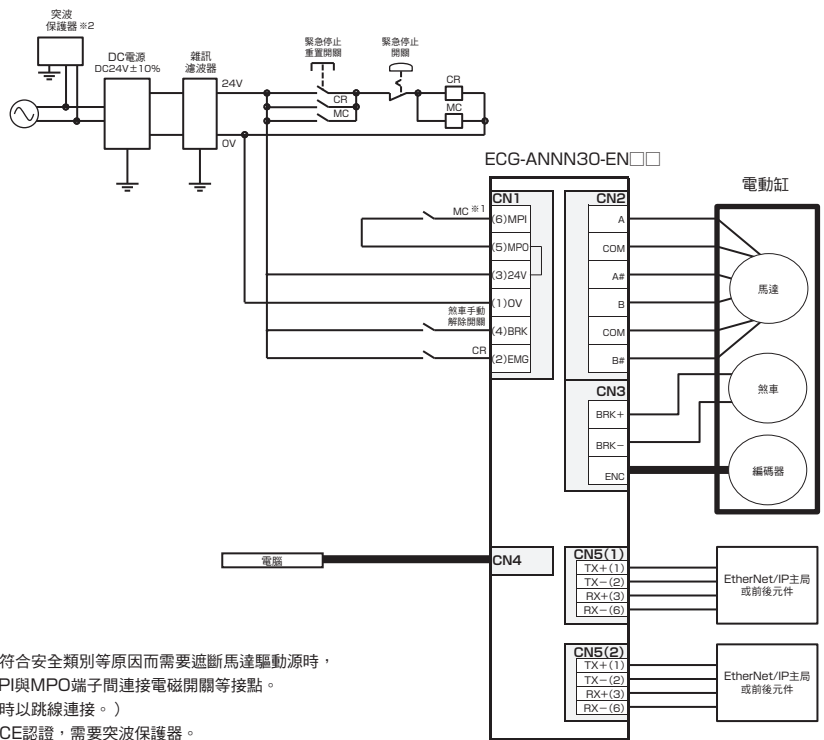 突波
保護器※2
DC電源
DC24V±10%
雜訊
濾波器
24V
0V
緊急停止
重置開關
緊急停止
開關
CR
MC
CR
MC
ECG-ANNN30-EN□□
電動缸
CN1
MC※1
(6)MPI
(5)MPO
(3)24V
(1)0V
煞車手動
解除開關
(4)BRK
CR
(2)EMG
CN2
A
COM
A#
B
COM
B#
馬達
CN3
BRK+
BRK−
ENC
煞車
編碼器
電腦
CN4
CN5(1)
TX+(1)
TX−(2)
RX+(3)
RX−(6)
EtherNet/IP主局
或前後元件
CN5(2)
TX+(1)
TX−(2)
RX+(3)
RX−(6)
EtherNet/IP主局
或前後元件
符合安全類別等原因而需要遮斷馬達驅動源時，
PI與MPO端子間連接電磁開關等接點。
時以跳線連接。）
CE認證，需要突波保護器。